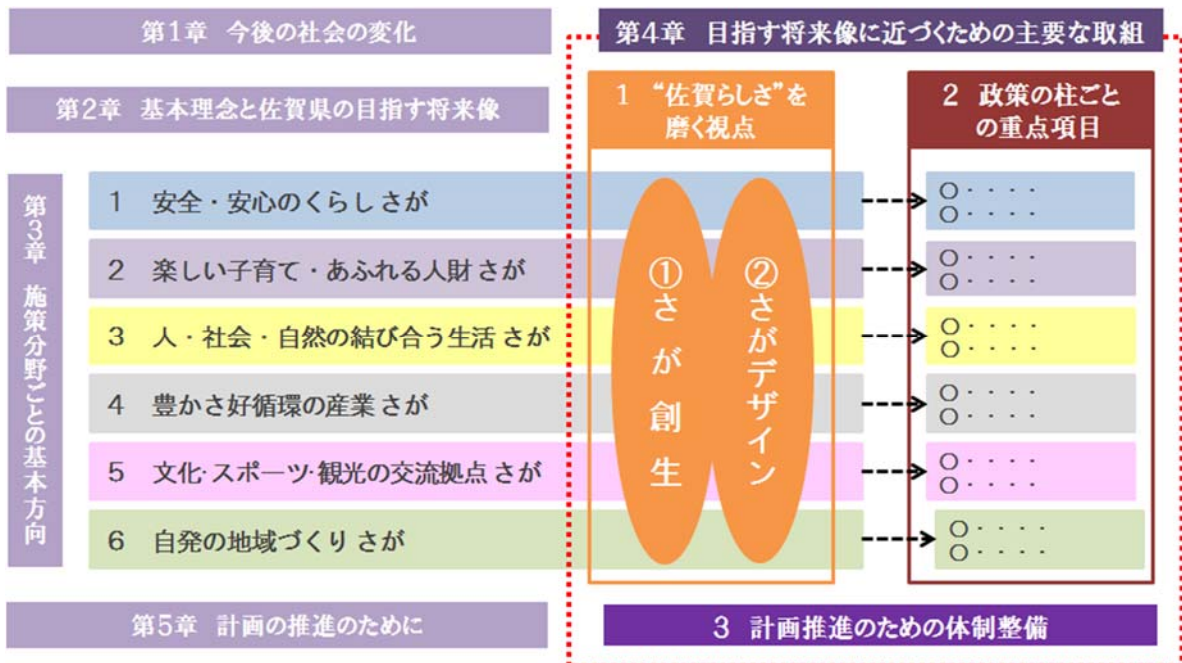 第1章 今後の社会の変化
第2章 基本理念と佐賀県の目指す将来像
第3章 施策分野ごとの基本方向
1 安全・安心のくらし さが
2 楽しい子育て・あふれる人財 さが
3 人・社会・自然の結び合う生活 さが
4 豊かさ好循環の産業 さが
5 文化・スポーツ・観光の交流拠点 さが
6 自発の地域づくり さが
第5章 計画の推進のために
第4章 目指す将来像に近づくための主要な取組
1 “佐賀らしさ”を
磨く視点
①さが創生
②さがデザイン
2 政策の柱ごと
の重点項目
○・・・・
○・・・・
○・・・・
○・・・・
○・・・・
○・・・・
○・・・・
○・・・・
○・・・・
○・・・・
○・・・・
○・・・・
3 計画推進のための体制整備